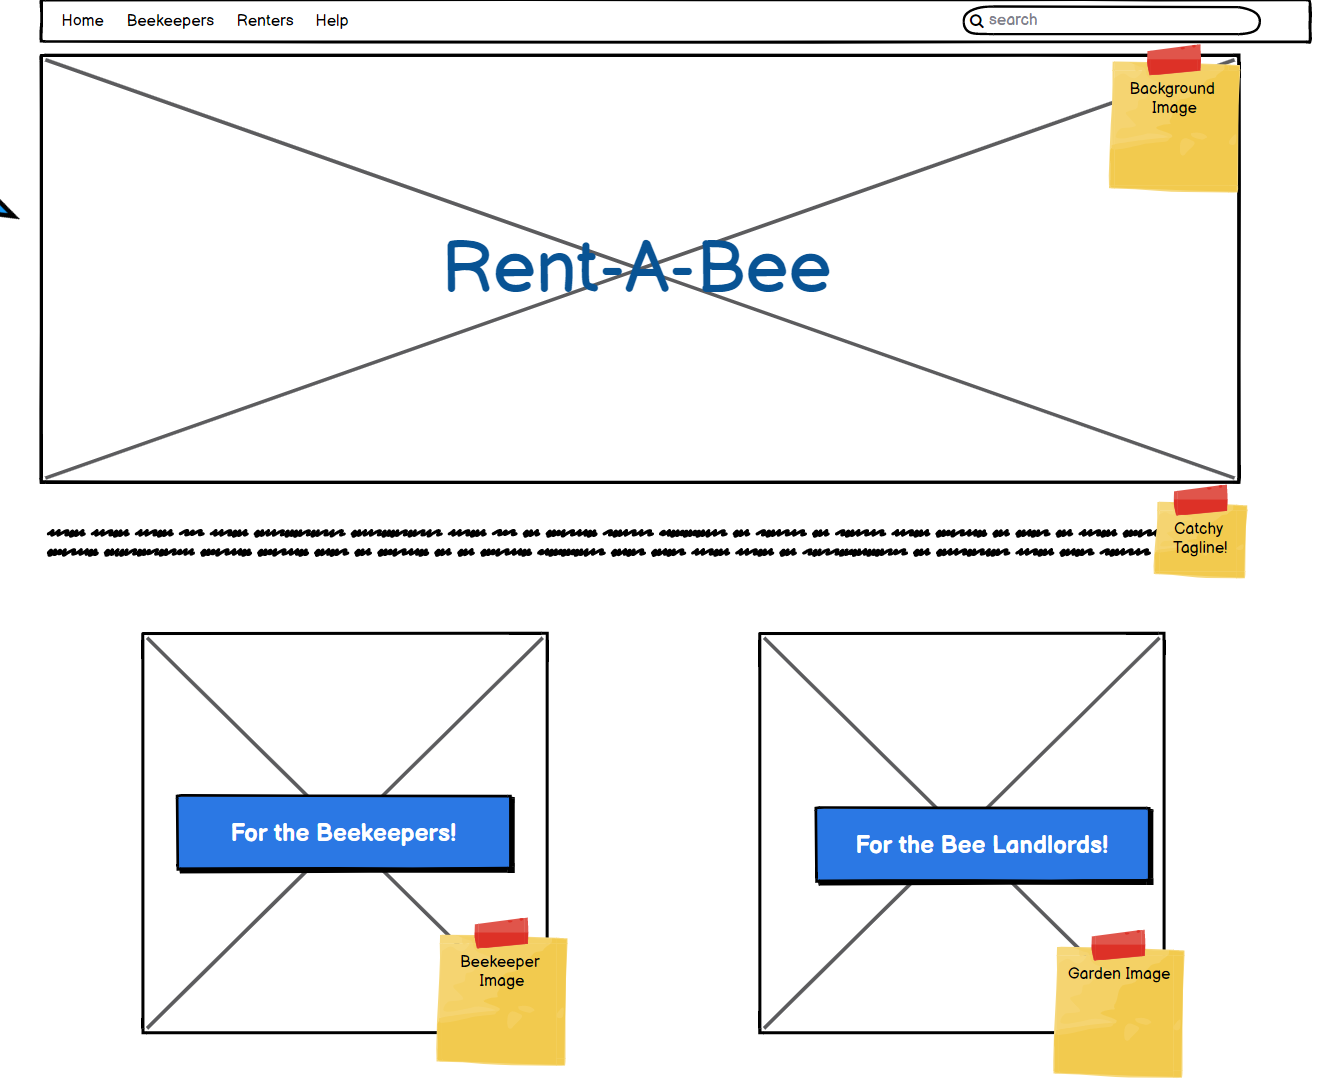 Home Beekeepers Renters Help search
Background
Image
Rent-A-Bee
Catchy
Tagline!
For the Beekeepers!
For the Bee Landlords!
Beekeeper
Image
Garden Image